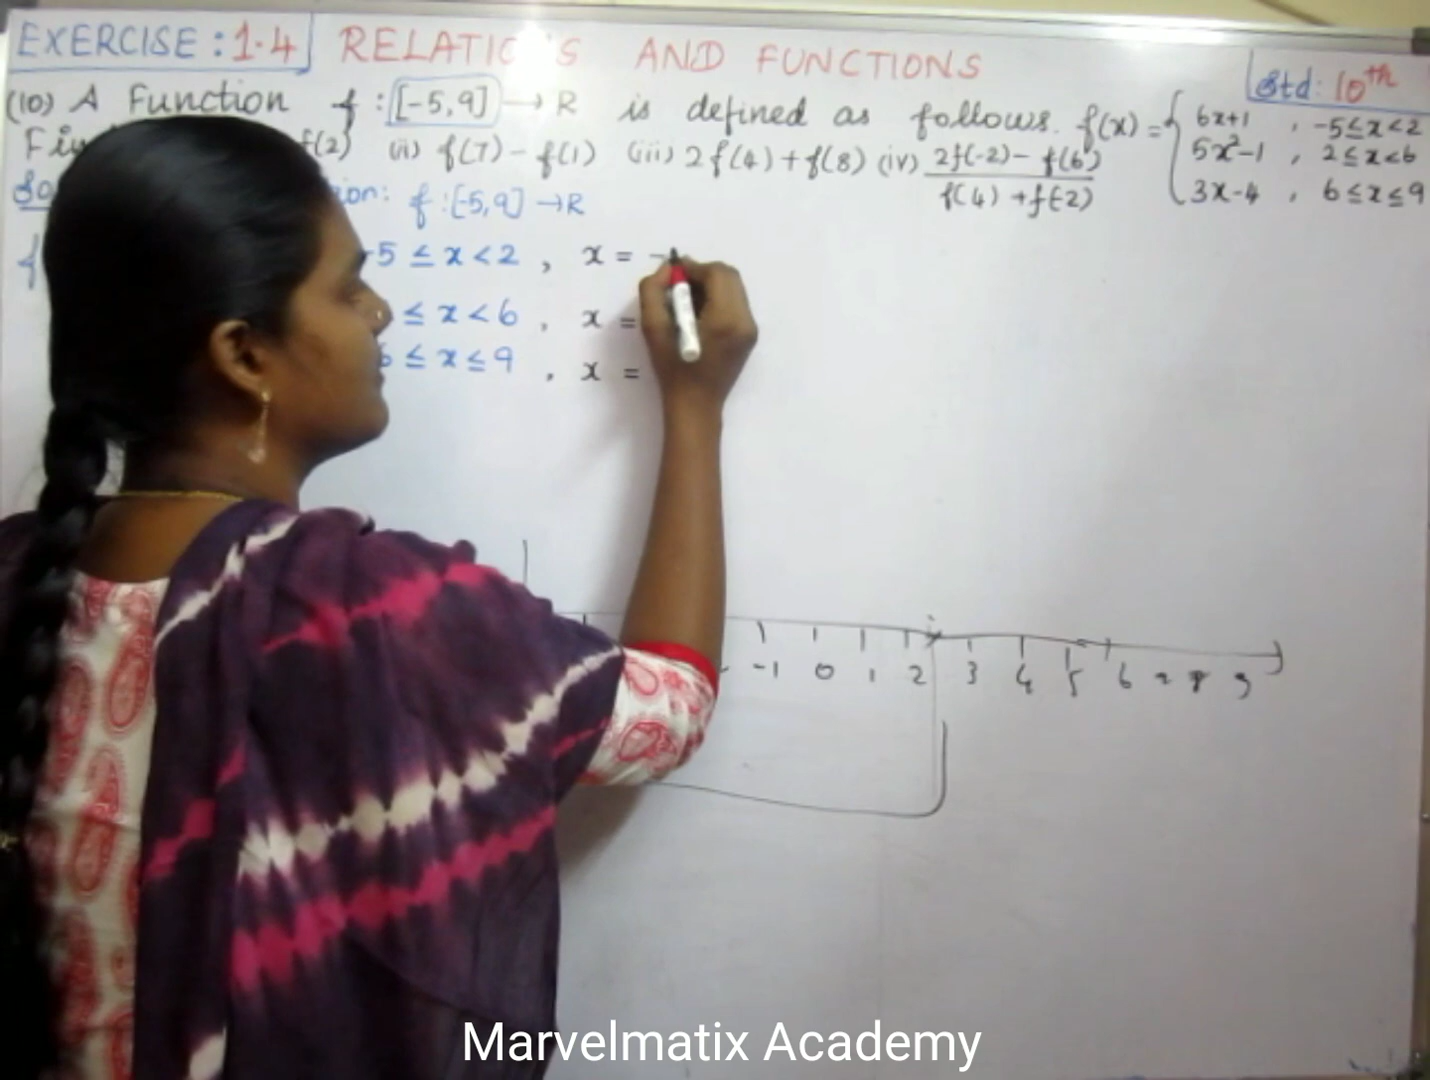 EXERCISE: 1.4 RELATIONS AND FUNCTIONS
Std: 10th
(10) A Function f : [-5,9] → R is defined as follows. f(x) = { 6x+1 , -5≤x<2
5x²-1 , 2≤x<6
3x-4 , 6≤x≤9
f(2) (ii) f(7) - f(1) (iii) 2f(4) + f(8) (iv) 2f(-2) - f(6) / f(4) + f(-2)
f : [-5,9] → R
-5 ≤ x < 2 , x = -
≤ x < 6 , x =
6 ≤ x ≤ 9 , x =
-1 0 1 2 3 4 5 6 7 8 9
Marvelmatix Academy